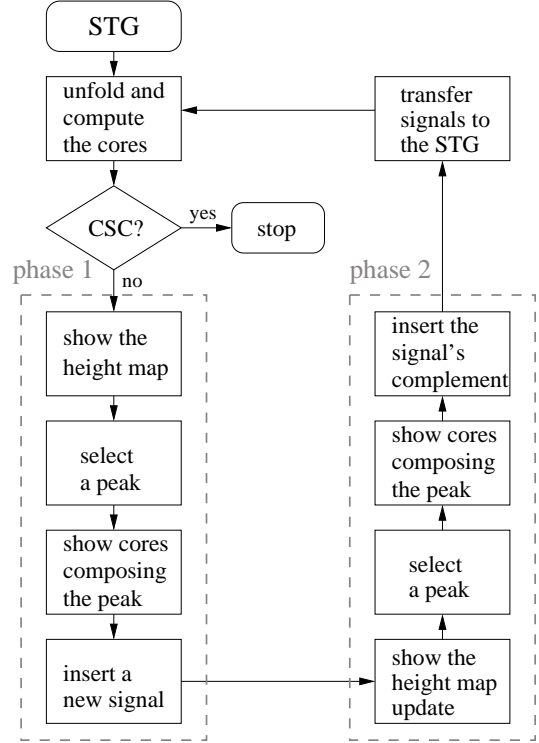 STG
unfold and
compute
the cores
CSC?
yes
stop
no
phase 1
show the
height map
select
a peak
show cores
composing
the peak
insert a
new signal
transfer
signals to
the STG
phase 2
insert the
signal's
complement
show cores
composing
the peak
select
a peak
show the
height map
update